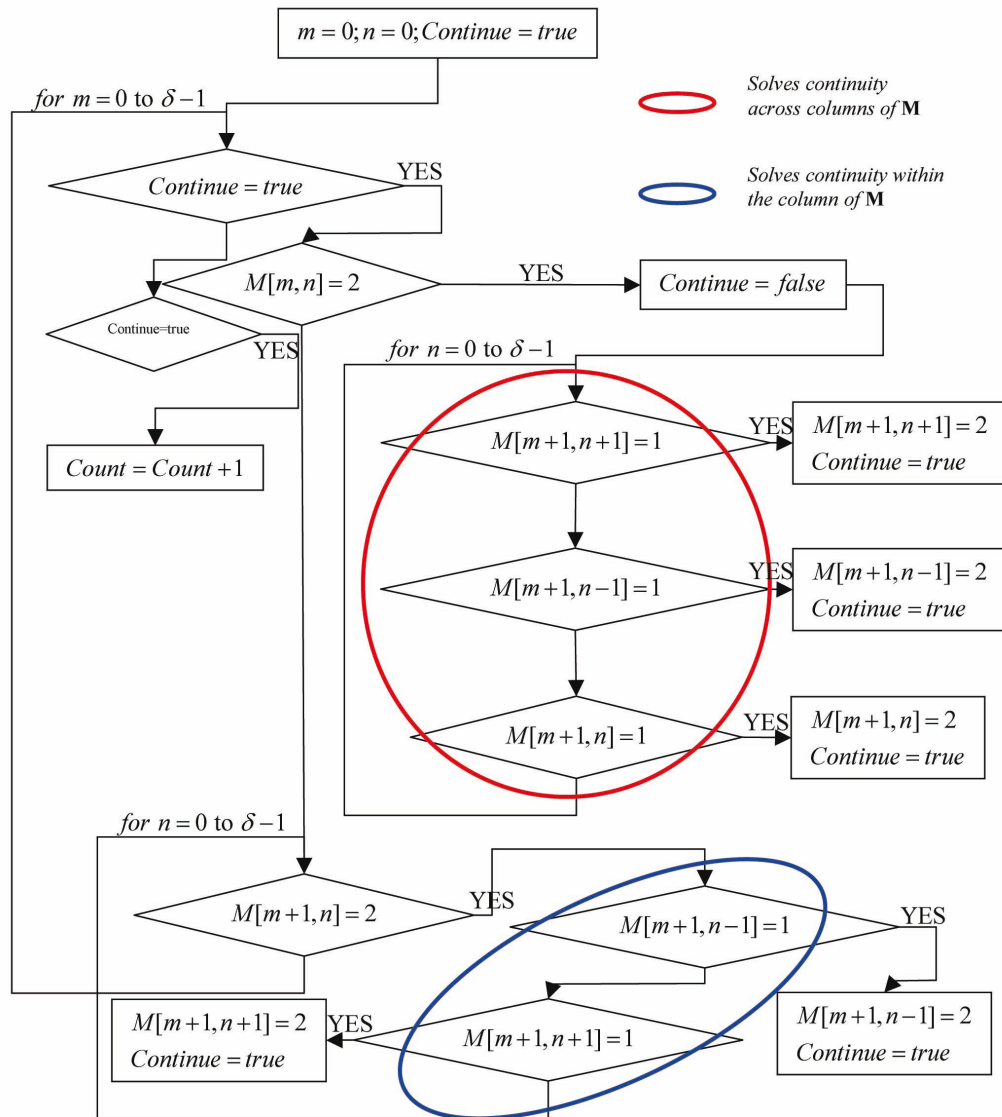 m = 0; n = 0; Continue = true
for m = 0 to δ −1
Solves continuity
across columns of M
Continue = true
YES
Solves continuity within
the column of M
M[m, n] = 2
YES
Continue = false
Continue=true
YES
for n = 0 to δ −1
M[m+1, n+1] = 1
YES
M[m+1, n+1] = 2
Continue = true
Count = Count +1
M[m+1, n−1] = 1
YES
M[m+1, n−1] = 2
Continue = true
M[m+1, n] = 1
YES
M[m+1, n] = 2
Continue = true
for n = 0 to δ −1
M[m+1, n] = 2
YES
M[m+1, n−1] = 1
YES
M[m+1, n−1] = 2
Continue = true
M[m+1, n+1] = 1
YES
M[m+1, n+1] = 2
Continue = true